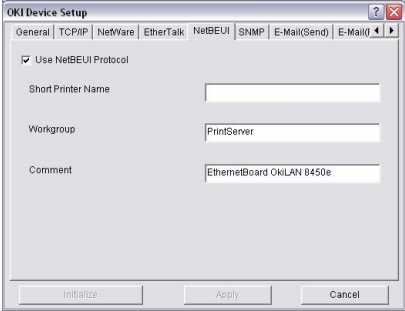 OKI Device Setup
General TCP/IP NetWare EtherTalk NetBEUI SNMP E-Mail(Send) E-Mail(
Use NetBEUI Protocol
Short Printer Name
Workgroup PrintServer
Comment EthernetBoard OkiLAN 8450e
Initialize Apply Cancel